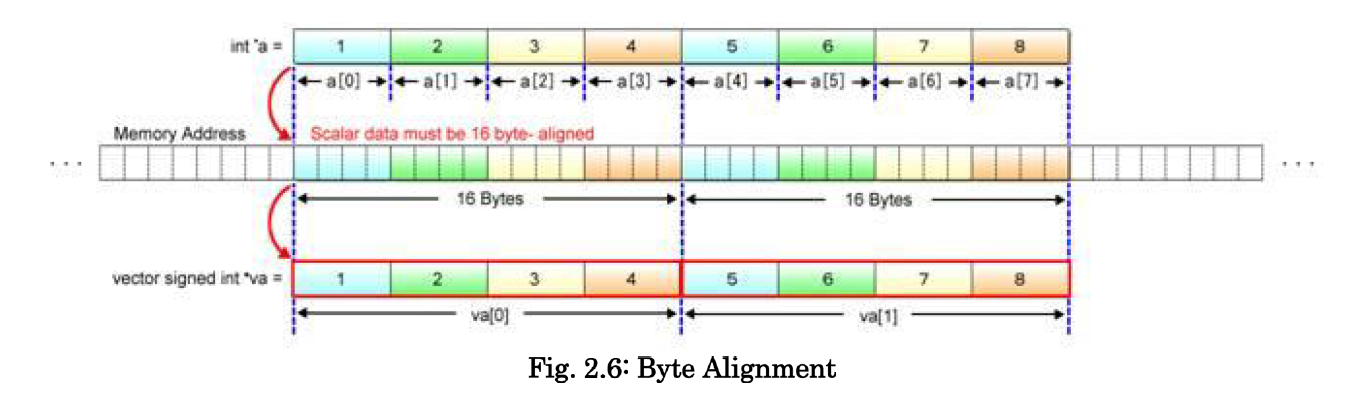 int *a = 1 2 3 4 5 6 7 8
a[0] a[1] a[2] a[3] a[4] a[5] a[6] a[7]
Memory Address Scalar data must be 16 byte- aligned
. . . . . .
16 Bytes 16 Bytes
vector signed int *va = 1 2 3 4 5 6 7 8
va[0] va[1]
Fig. 2.6: Byte Alignment